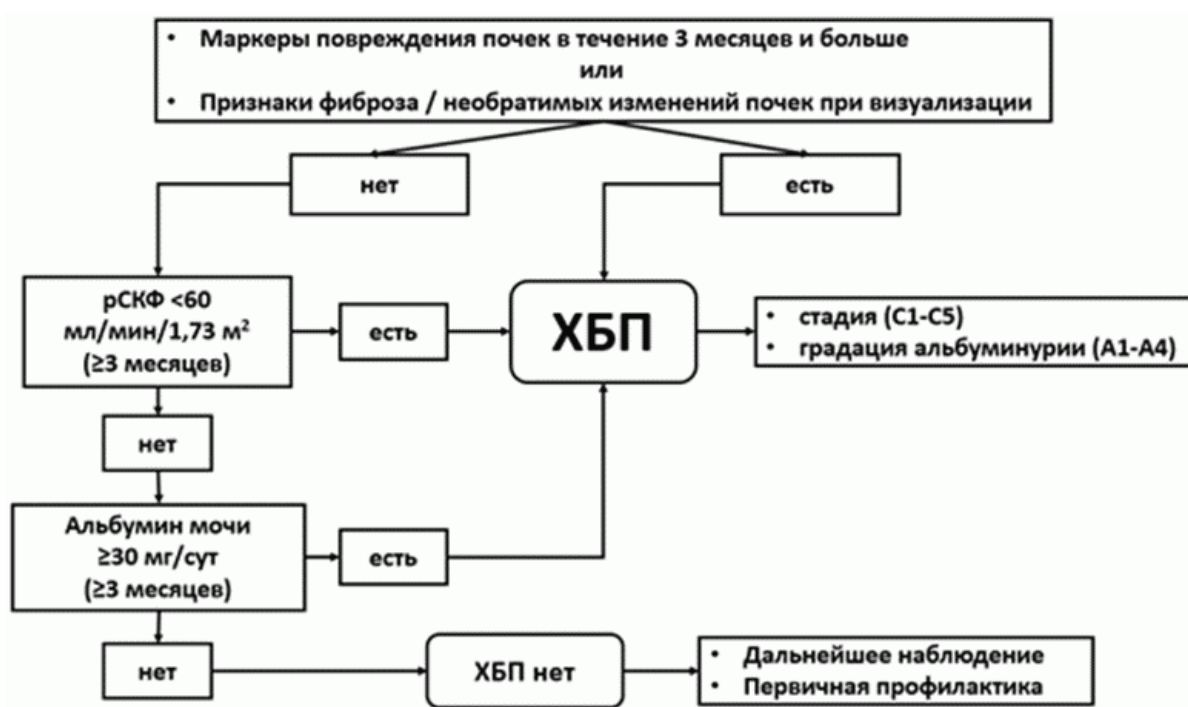 • Маркеры повреждения почек в течение 3 месяцев и больше
или
• Признаки фиброза / необратимых изменений почек при визуализации
нет
есть
рСКФ <60
мл/мин/1,73 м²
(≥3 месяцев)
есть
ХБП
• стадия (С1-С5)
• градация альбуминурии (А1-А4)
нет
Альбумин мочи
≥30 мг/сут
(≥3 месяцев)
есть
нет
ХБП нет
• Дальнейшее наблюдение
• Первичная профилактика